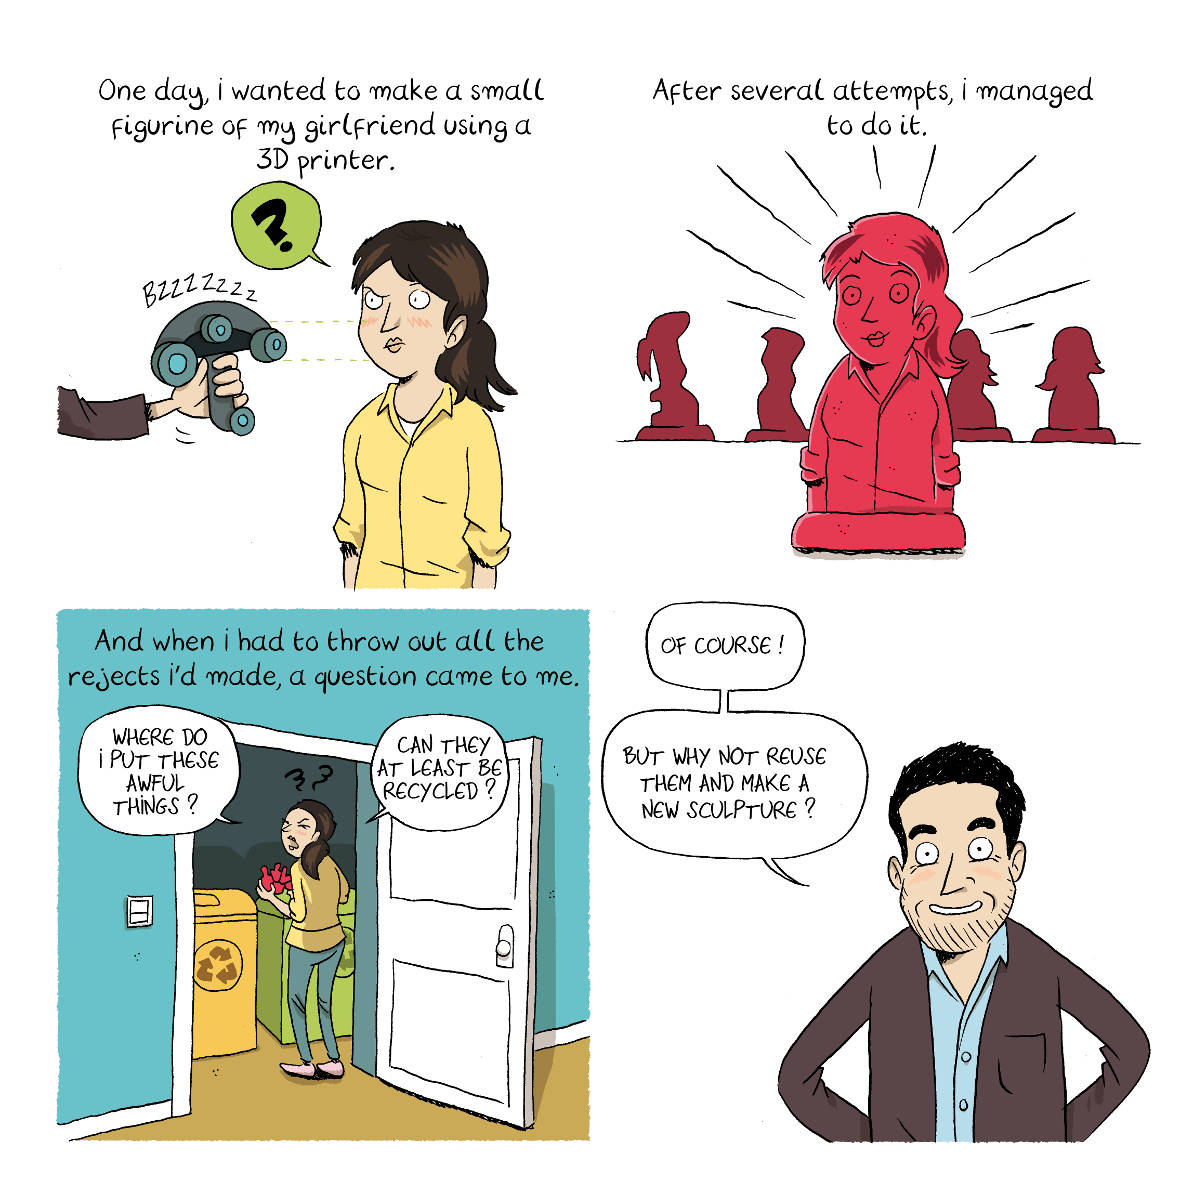 One day, i wanted to make a small
figurine of my girlfriend using a
3D printer.
?
BZZZZZZZ
After several attempts, i managed
to do it.
And when i had to throw out all the
rejects i'd made, a question came to me.
WHERE DO
i PUT THESE
AWFUL
THiNGS ?
CAN THEY
AT LEAST BE
RECYCLED ?
??
OF COURSE !
BUT WHY NOT REUSE
THEM AND MAKE A
NEW SCULPTURE ?